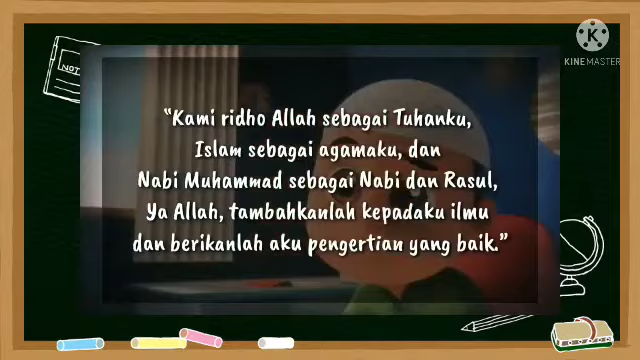 NOT
KINEMASTER
"Kami ridho Allah sebagai Tuhanku,
Islam sebagai agamaku, dan
Nabi Muhammad sebagai Nabi dan Rasul,
Ya Allah, tambahkanlah kepadaku ilmu
dan berikanlah aku pengertian yang baik."